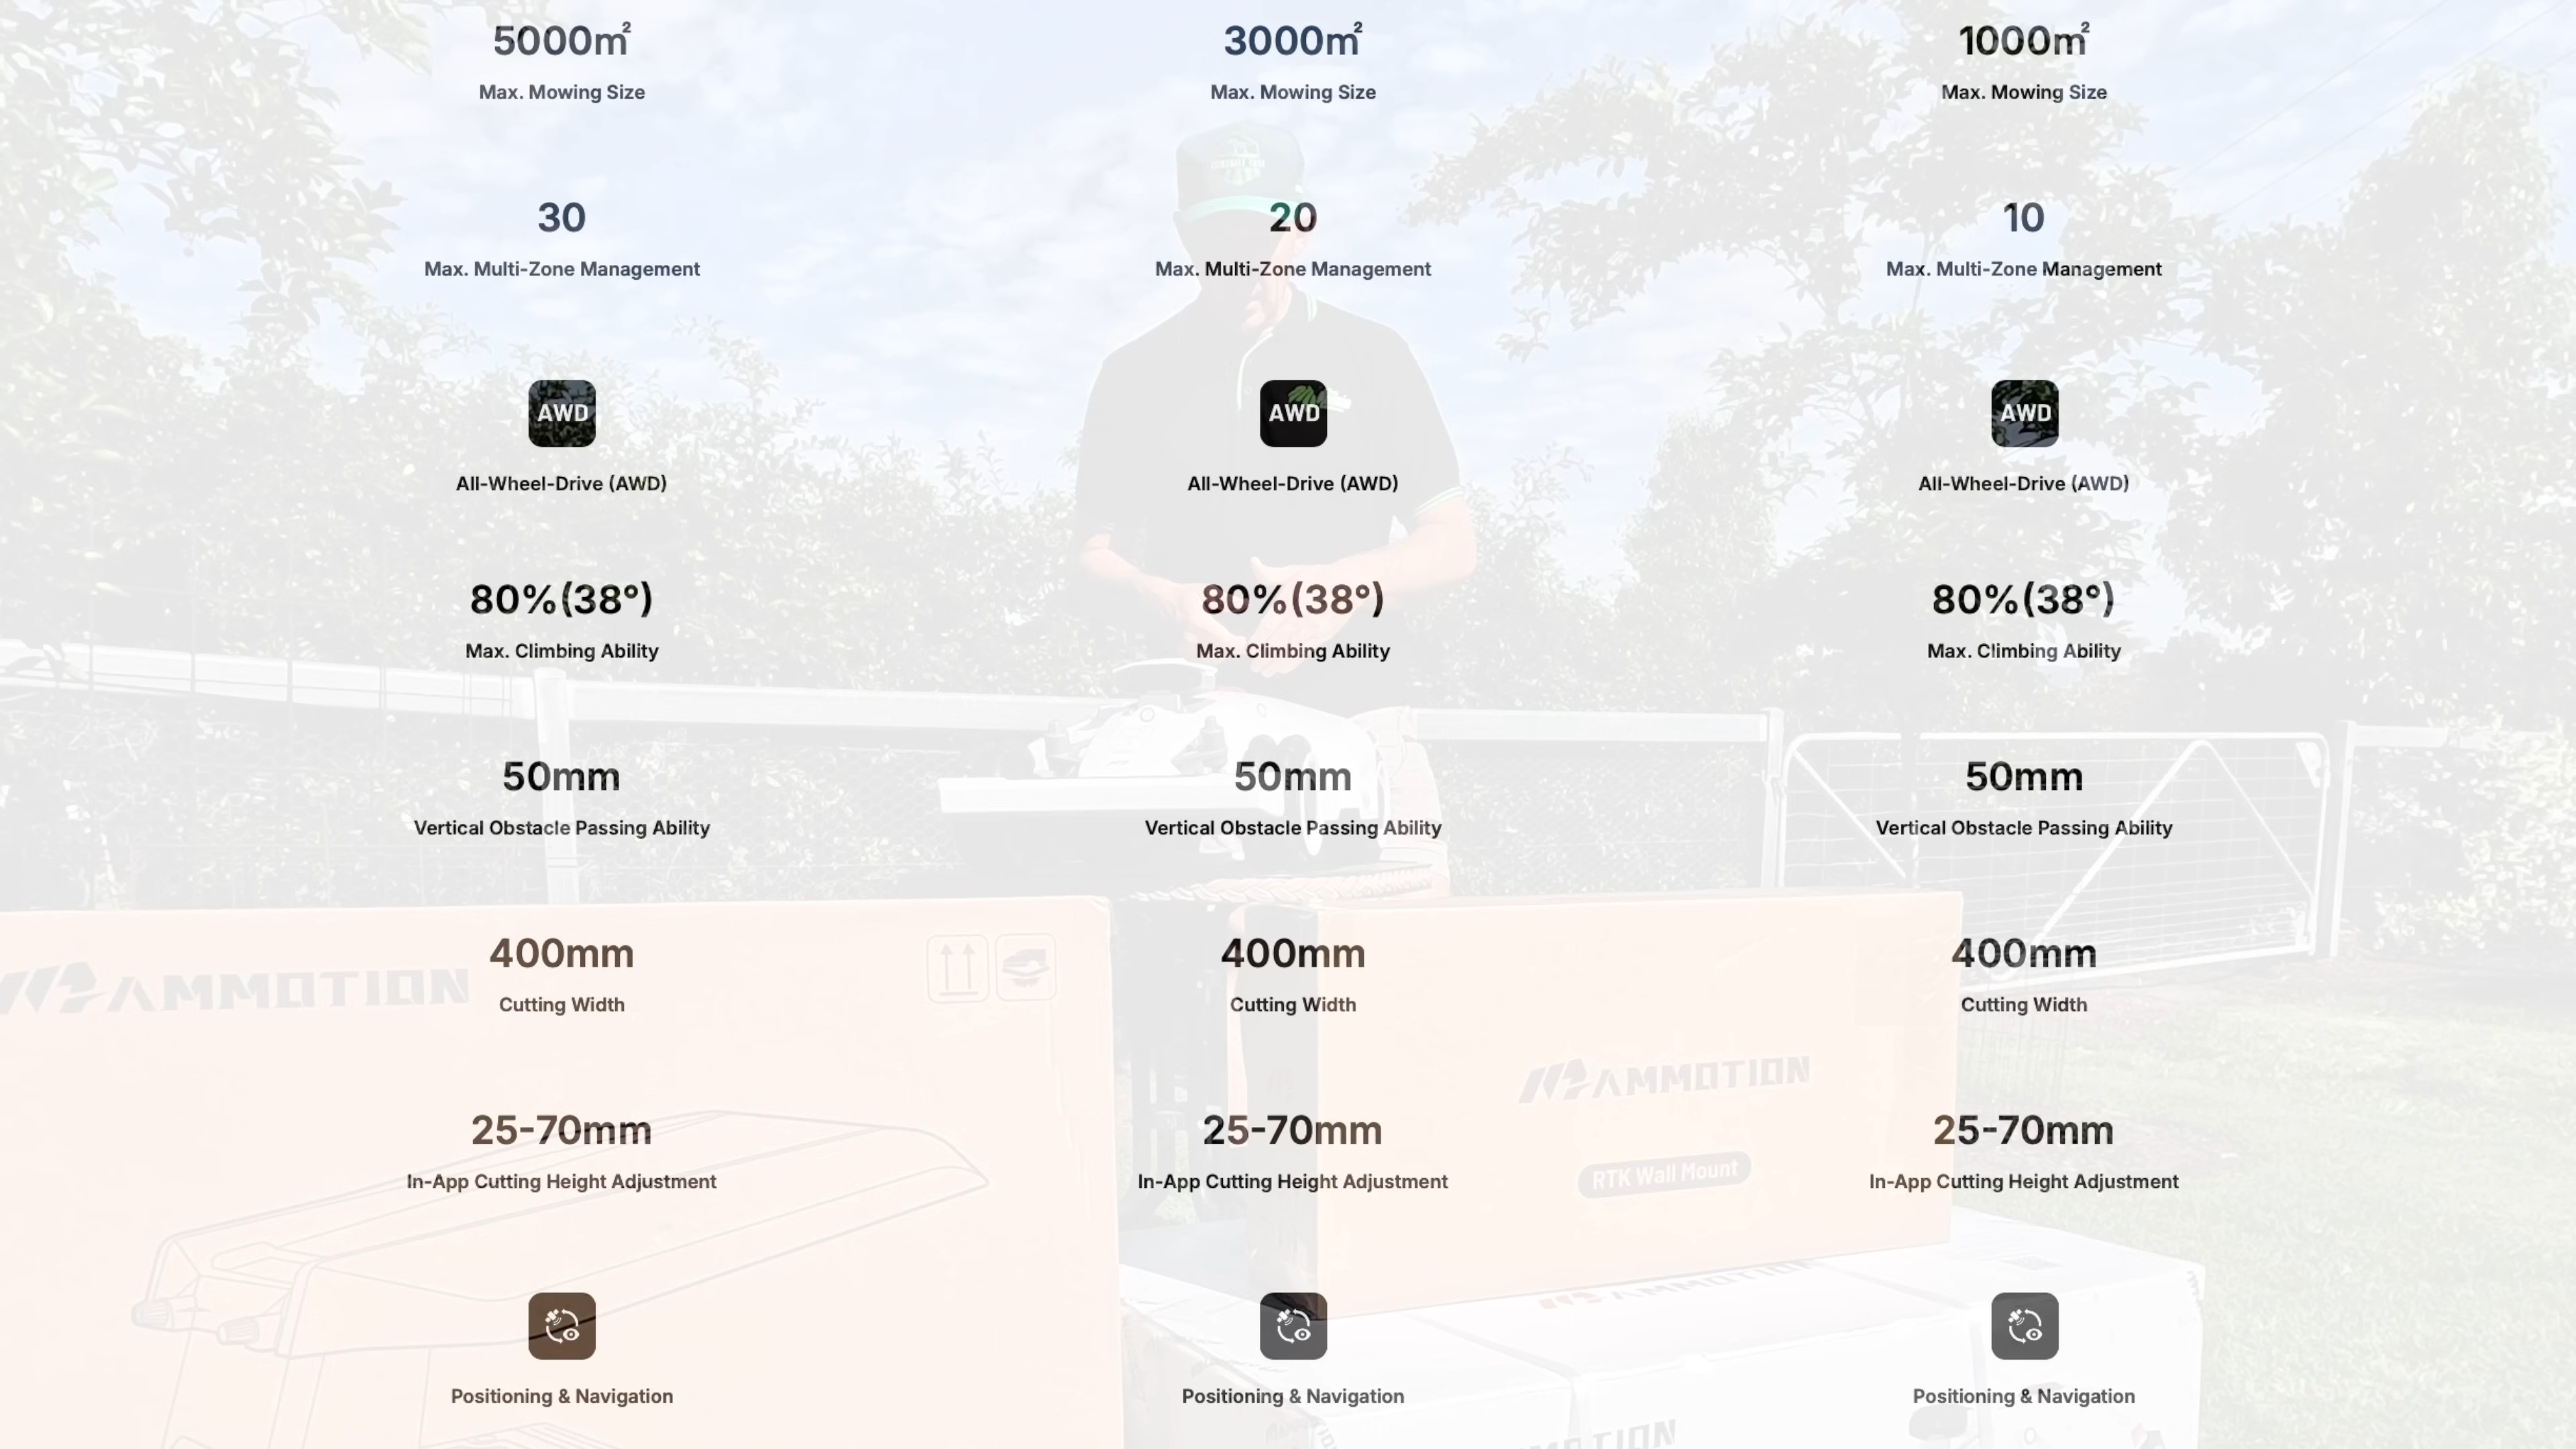 5000m² 3000m² 1000m²
Max. Mowing Size Max. Mowing Size Max. Mowing Size
30 20 10
Max. Multi-Zone Management Max. Multi-Zone Management Max. Multi-Zone Management
AWD AWD AWD
All-Wheel-Drive (AWD) All-Wheel-Drive (AWD) All-Wheel-Drive (AWD)
80%(38°) 80%(38°) 80%(38°)
Max. Climbing Ability Max. Climbing Ability Max. Climbing Ability
50mm 50mm 50mm
Vertical Obstacle Passing Ability Vertical Obstacle Passing Ability Vertical Obstacle Passing Ability
400mm 400mm 400mm
MAMMOTION
Cutting Width Cutting Width Cutting Width
MAMMOTION
25-70mm 25-70mm 25-70mm
RTK Wall Mount
In-App Cutting Height Adjustment In-App Cutting Height Adjustment In-App Cutting Height Adjustment
MAMMOTION
Positioning & Navigation Positioning & Navigation Positioning & Navigation